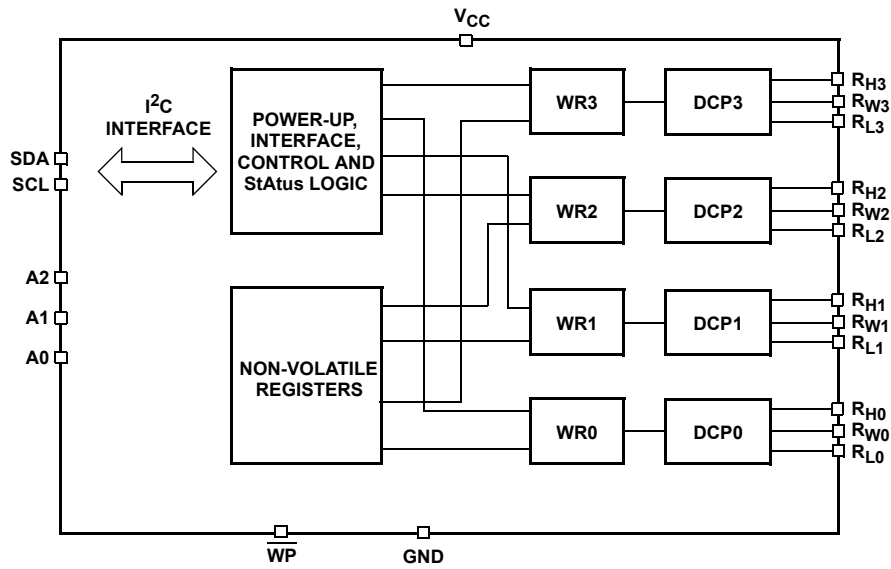 VCC
I2C
INTERFACE
SDA
SCL
A2
A1
A0
POWER-UP,
INTERFACE,
CONTROL AND
StAtus LOGIC
NON-VOLATILE
REGISTERS
WR3
DCP3
RH3
RW3
RL3
WR2
DCP2
RH2
RW2
RL2
WR1
DCP1
RH1
RW1
RL1
WR0
DCP0
RH0
RW0
RL0
WP
GND